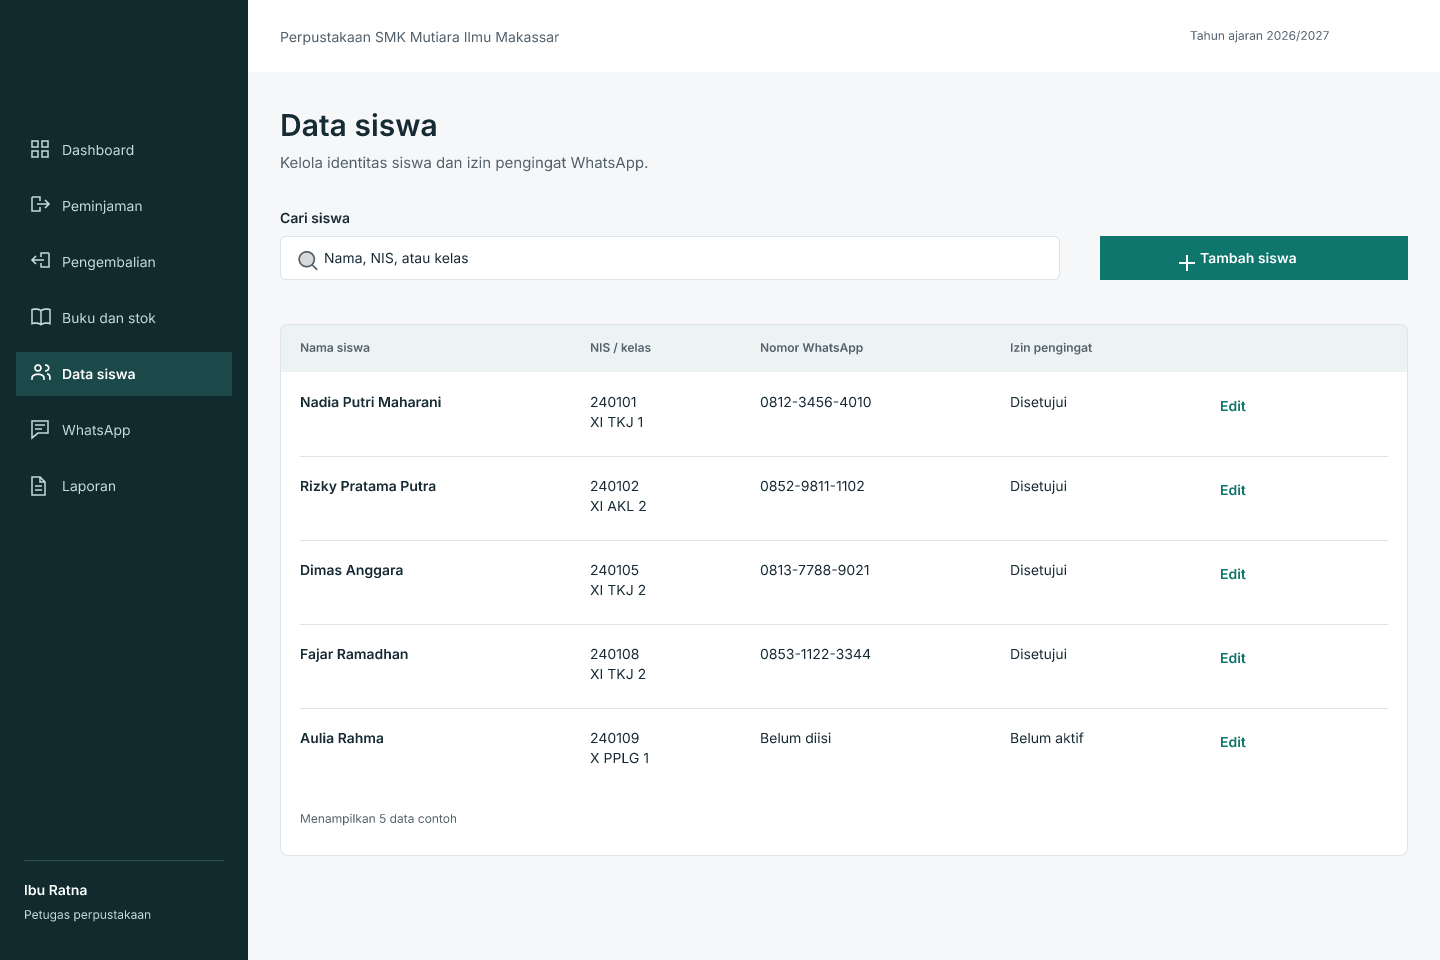 Perpustakaan SMK Mutiara Ilmu Makassar
Tahun ajaran 2026/2027
Dashboard
Peminjaman
Pengembalian
Buku dan stok
Data siswa
WhatsApp
Laporan
Ibu Ratna
Petugas perpustakaan
Data siswa
Kelola identitas siswa dan izin pengingat WhatsApp.
Cari siswa
Nama, NIS, atau kelas
Tambah siswa
Nama siswa NIS / kelas Nomor WhatsApp Izin pengingat
Nadia Putri Maharani 240101 0812-3456-4010 Disetujui Edit
XI TKJ 1
Rizky Pratama Putra 240102 0852-9811-1102 Disetujui Edit
XI AKL 2
Dimas Anggara 240105 0813-7788-9021 Disetujui Edit
XI TKJ 2
Fajar Ramadhan 240108 0853-1122-3344 Disetujui Edit
XI TKJ 2
Aulia Rahma 240109 Belum diisi Belum aktif Edit
X PPLG 1
Menampilkan 5 data contoh